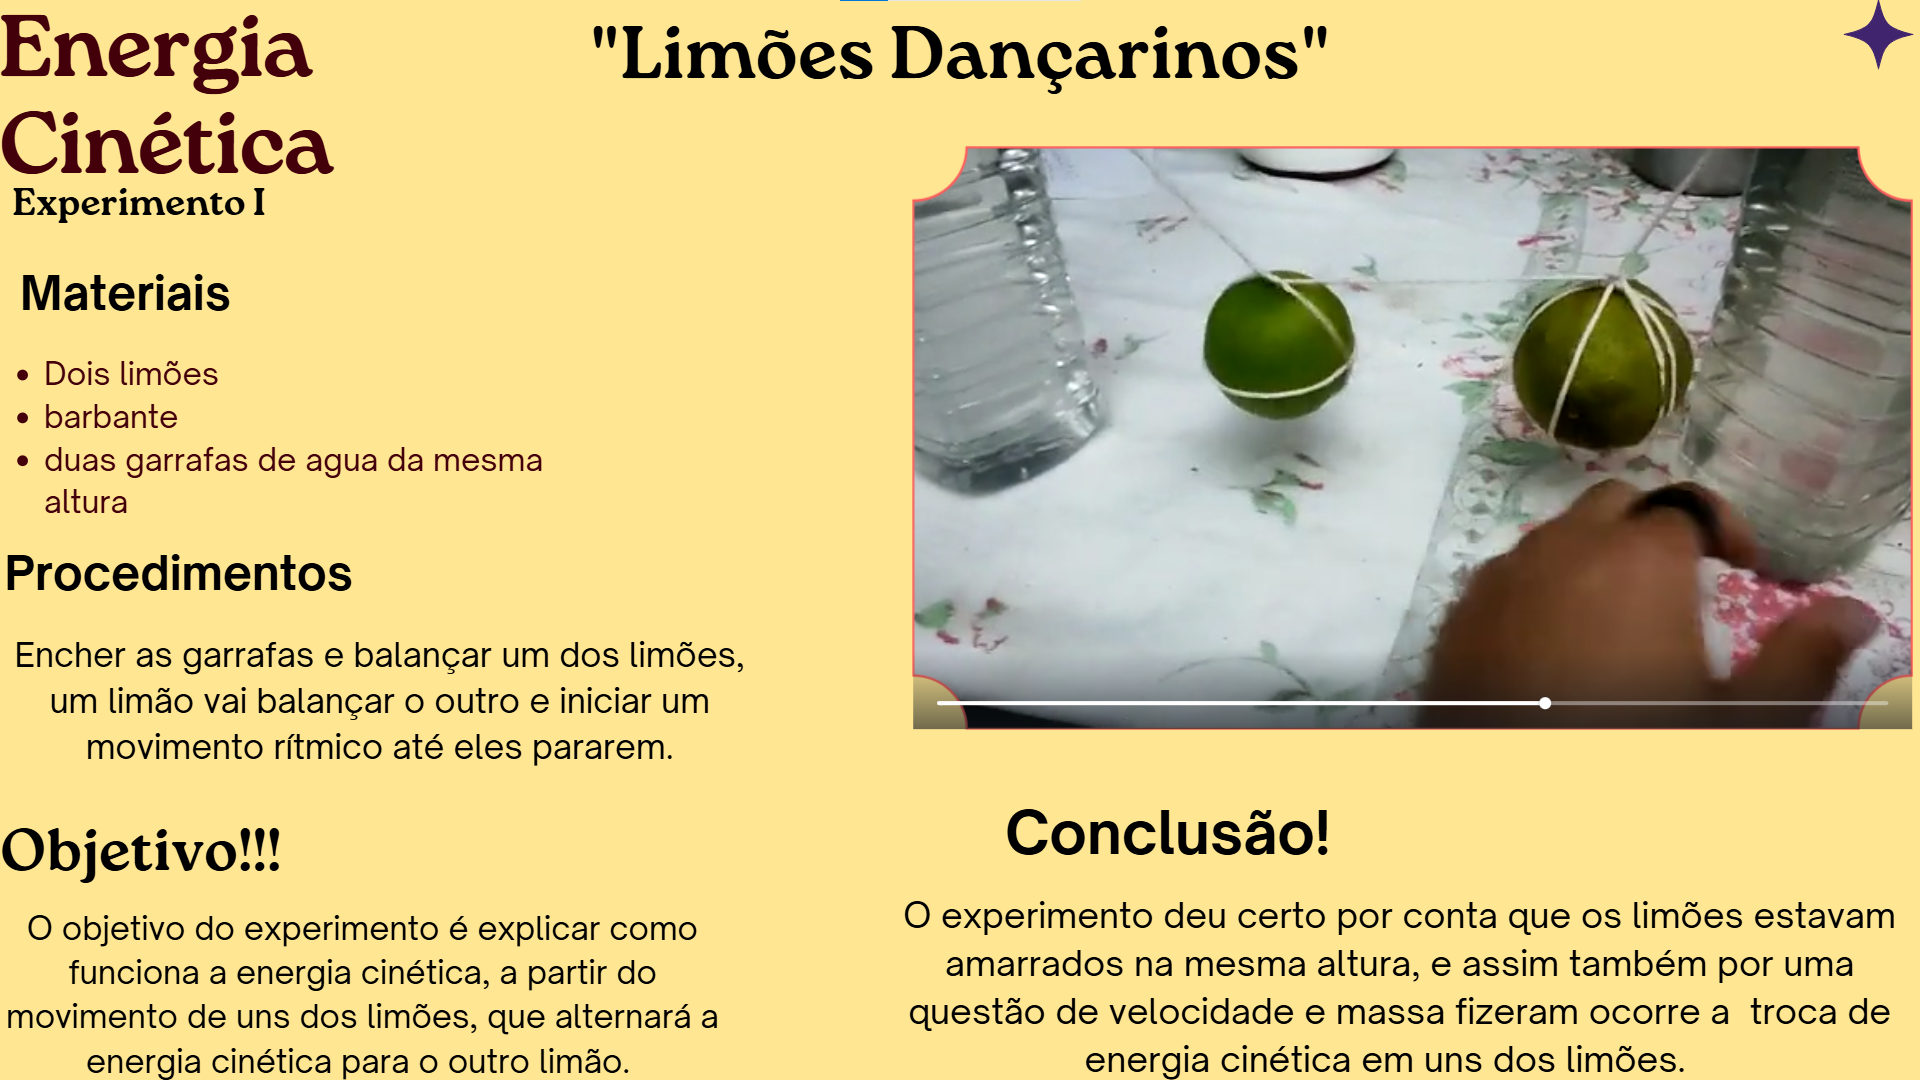 Energia
Cinética
Experimento I
"Limões Dançarinos"
Materiais
• Dois limões
• barbante
• duas garrafas de agua da mesma
altura
Procedimentos
Encher as garrafas e balançar um dos limões,
um limão vai balançar o outro e iniciar um
movimento rítmico até eles pararem.
Objetivo!!!
O objetivo do experimento é explicar como
funciona a energia cinética, a partir do
movimento de uns dos limões, que alternará a
energia cinética para o outro limão.
Conclusão!
O experimento deu certo por conta que os limões estavam
amarrados na mesma altura, e assim também por uma
questão de velocidade e massa fizeram ocorre a  troca de
energia cinética em uns dos limões.